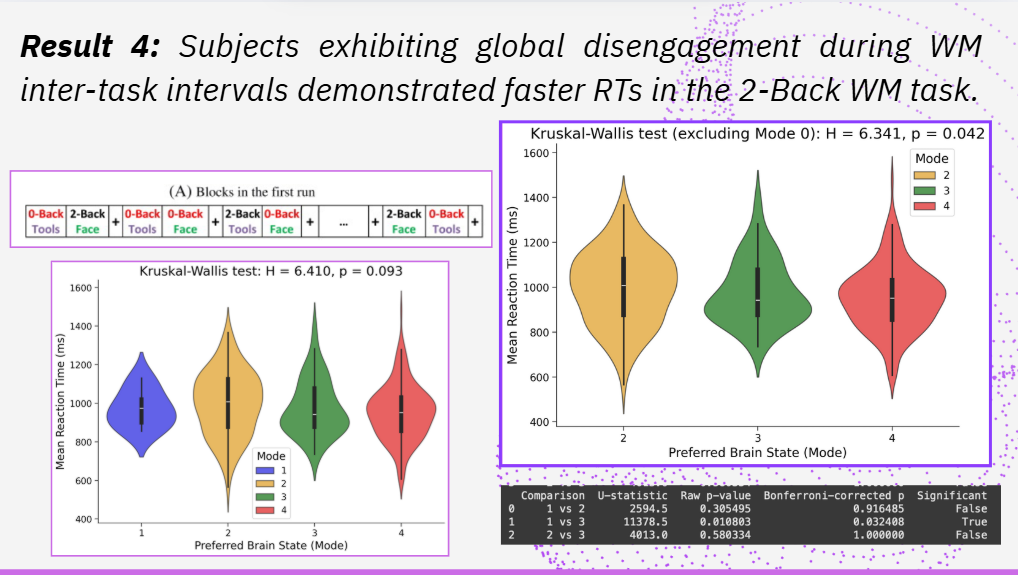 Result 4: Subjects exhibiting global disengagement during WM
inter-task intervals demonstrated faster RTs in the 2-Back WM task.
(A) Blocks in the first run
0-Back 2-Back + 0-Back 0-Back + 2-Back 0-Back + ... + 2-Back 0-Back +
Tools Face Tools Face Tools Face Face Tools
Kruskal-Wallis test: H = 6.410, p = 0.093
Mean Reaction Time (ms)
1600
1400
1200
1000
800
600
400
Mode
1
2
3
4
1 2 3 4
Preferred Brain State (Mode)
Kruskal-Wallis test (excluding Mode 0): H = 6.341, p = 0.042
Mean Reaction Time (ms)
1600
1400
1200
1000
800
600
400
Mode
2
3
4
2 3 4
Preferred Brain State (Mode)
Comparison U-statistic Raw p-value Bonferroni-corrected p Significant
0 1 vs 2 2594.5 0.305495 0.916485 False
1 1 vs 3 11378.5 0.010803 0.032408 True
2 2 vs 3 4013.0 0.580334 1.000000 False